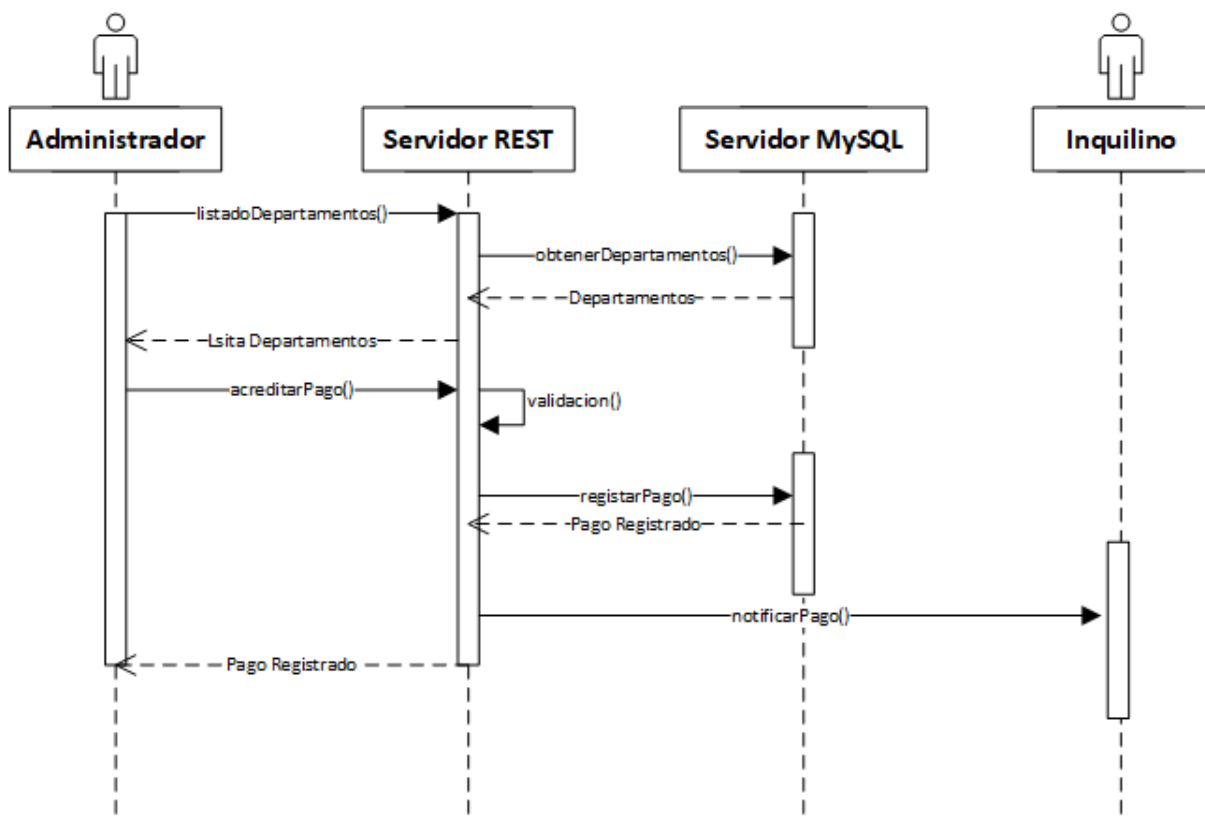 Administrador
Servidor REST
Servidor MySQL
Inquilino
listadoDepartamentos()
obtenerDepartamentos()
Departamentos
Lsita Departamentos
acreditarPago()
validacion()
registarPago()
Pago Registrado
notificarPago()
Pago Registrado